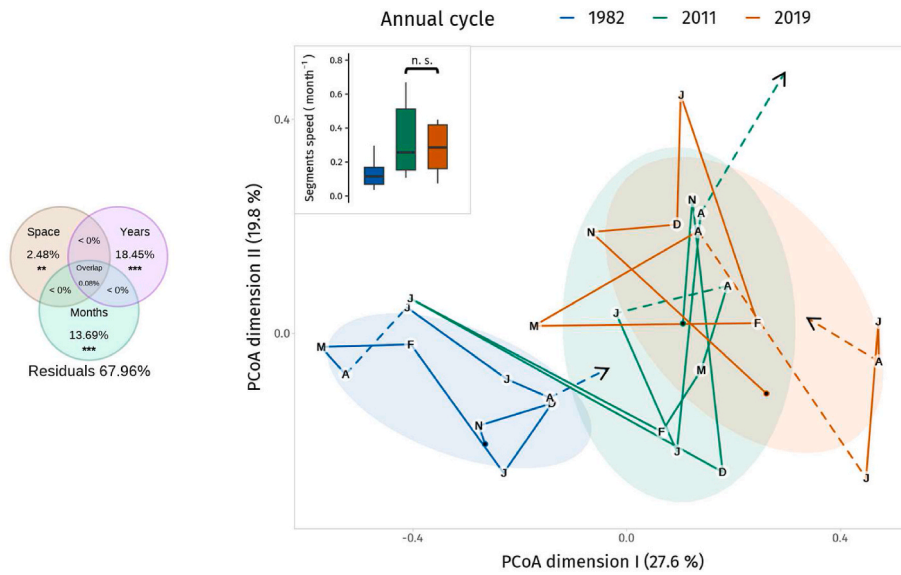 Annual cycle
1982
2011
2019
n. s.
Segments speed ( month⁻¹ )
0.8
0.6
0.4
0.2
0.0
Space
2.48%
**
< 0%
Years
18.45%
***
Overlap
0.08%
< 0%
< 0%
Months
13.69%
***
Residuals 67.96%
PCoA dimension II (19.8 %)
0.4
0.0
J
N
A
D
N
A
A
J
J
J
J
M
F
M
F
A
A
J
M
A
D
N
F
J
J
D
J
-0.4
0.0
0.4
PCoA dimension I (27.6 %)